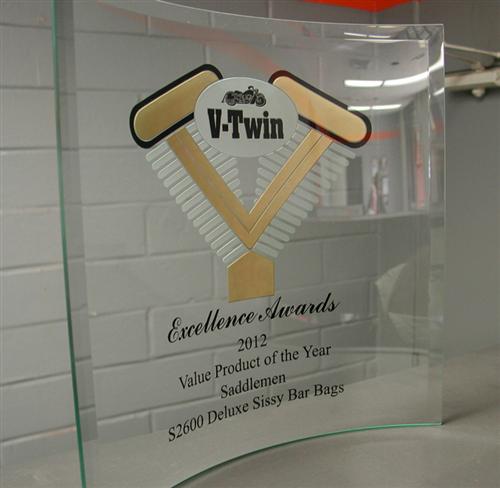 V-Twin
Excellence Awards
2012
Value Product of the Year
Saddlemen
S2600 Deluxe Sissy Bar Bags